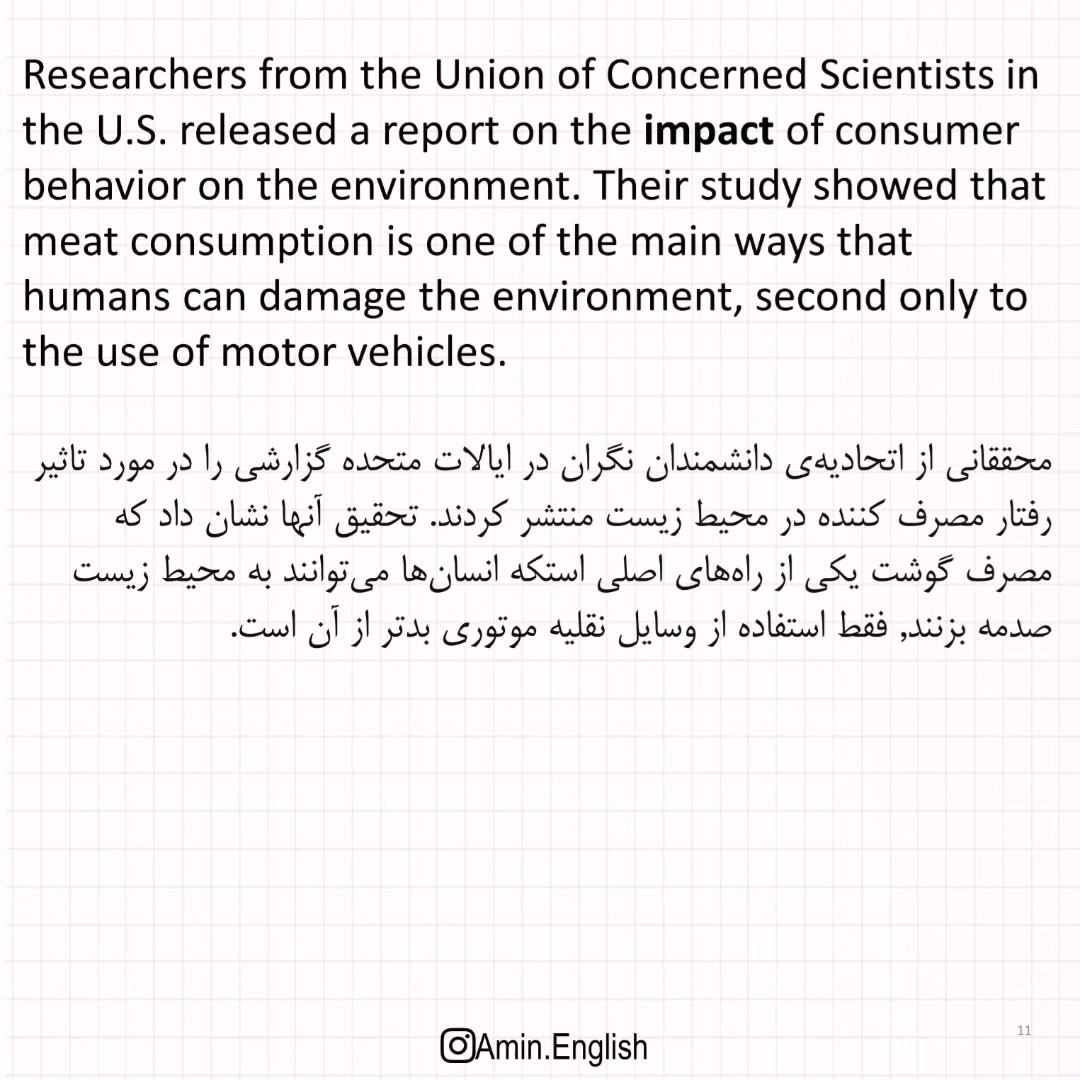 Researchers from the Union of Concerned Scientists in
the U.S. released a report on the impact of consumer
behavior on the environment. Their study showed that
meat consumption is one of the main ways that
humans can damage the environment, second only to
the use of motor vehicles.
محققانی از اتحادیه‌ی دانشمندان نگران در ایالات متحده گزارشی را در مورد تاثیر
رفتار مصرف کننده در محیط زیست منتشر کردند. تحقیق آنها نشان داد که
مصرف گوشت یکی از راه‌های اصلی استکه انسان‌ها می‌توانند به محیط زیست
صدمه بزنند, فقط استفاده از وسایل نقلیه موتوری بدتر از آن است.
11
Amin.English